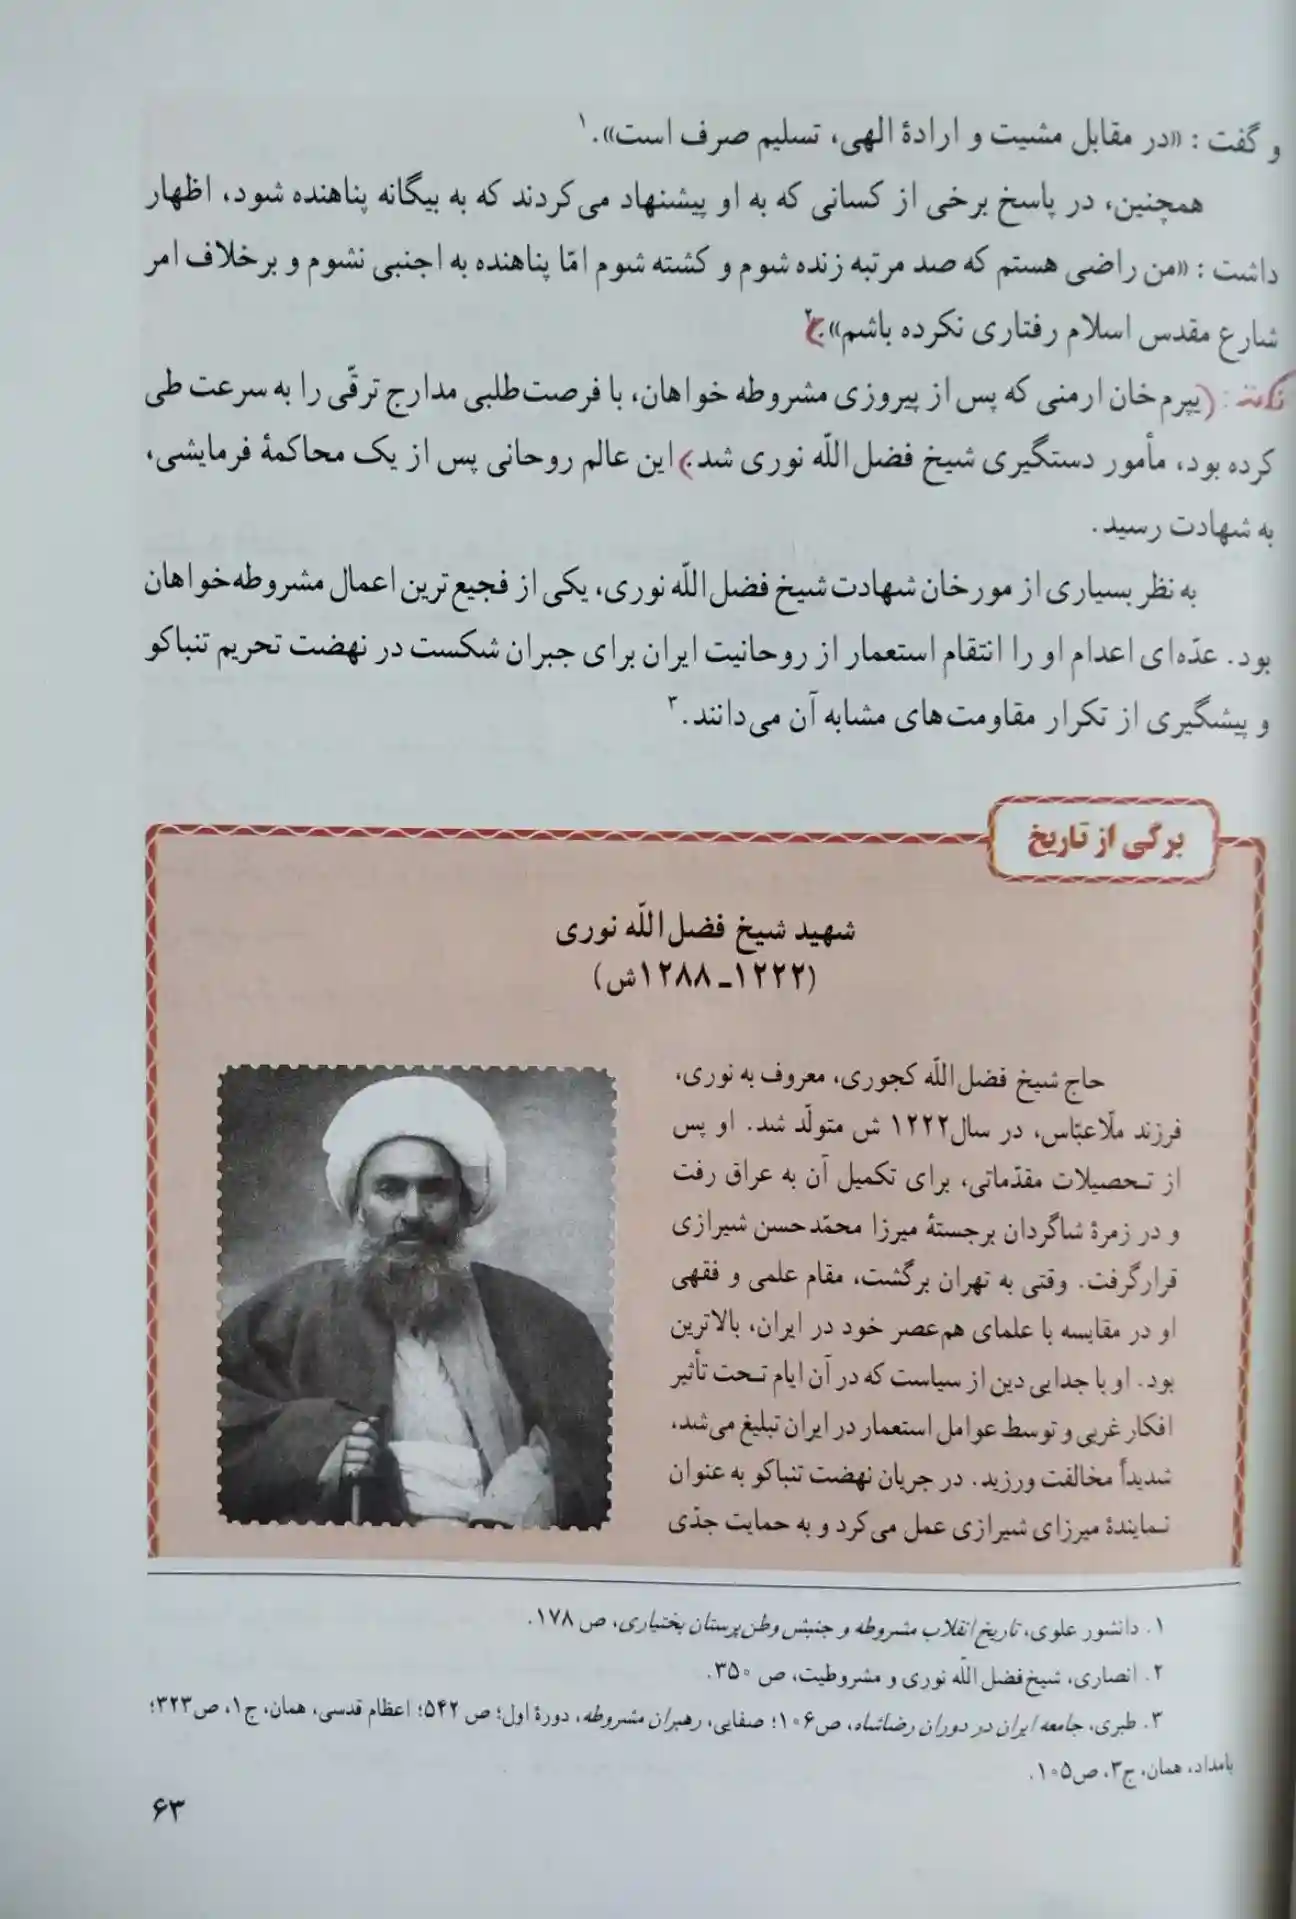 و گفت : «در مقابل مشیت و ارادهٔ الهی، تسلیم صرف است».۱
همچنین، در پاسخ برخی از کسانی که به او پیشنهاد می‌کردند که به بیگانه پناهنده شود، اظهار
داشت : «من راضی هستم که صد مرتبه زنده شوم و کشته شوم امّا پناهنده به اجنبی نشوم و برخلاف امر
شارع مقدس اسلام رفتاری نکرده باشم».۲
نکته : (یپرم‌خان ارمنی که پس از پیروزی مشروطه خواهان، با فرصت‌طلبی مدارج ترقّی را به سرعت طی
کرده بود، مأمور دستگیری شیخ فضل‌اللّه نوری شد.) این عالم روحانی پس از یک محاکمهٔ فرمایشی،
به شهادت رسید.
به نظر بسیاری از مورخان شهادت شیخ فضل‌اللّه نوری، یکی از فجیع‌ترین اعمال مشروطه‌خواهان
بود. عدّه‌ای اعدام او را انتقام استعمار از روحانیت ایران برای جبران شکست در نهضت تحریم تنباکو
و پیشگیری از تکرار مقاومت‌های مشابه آن می‌دانند.۳
برگی از تاریخ
شهید شیخ فضل‌اللّه نوری
(۱۲۲۲ـ ۱۲۸۸ش)
حاج شیخ فضل‌اللّه کجوری، معروف به نوری،
فرزند ملّاعبّاس، در سال۱۲۲۲ ش متولّد شد. او پس
از تحصیلات مقدّماتی، برای تکمیل آن به عراق رفت
و در زمرهٔ شاگردان برجستهٔ میرزا محمّدحسن شیرازی
قرارگرفت. وقتی به تهران برگشت، مقام علمی و فقهی
او در مقایسه با علمای هم‌عصر خود در ایران، بالاترین
بود. او با جدایی دین از سیاست که در آن ایام تحت تأثیر
افکار غربی و توسط عوامل استعمار در ایران تبلیغ می‌شد،
شدیداً مخالفت ورزید. در جریان نهضت تنباکو به عنوان
نمایندهٔ میرزای شیرازی عمل می‌کرد و به حمایت جدّی
۱. دانشور علوی، تاریخ انقلاب مشروطه و جنبش وطن‌پرستان بختیاری، ص ۱۷۸.
۲. انصاری، شیخ فضل‌اللّه نوری و مشروطیت، ص ۳۵۰.
۳. طبری، جامعه ایران در دوران رضاشاه، ص۱۰۶؛ صفایی، رهبران مشروطه، دورهٔ اول؛ ص ۵۴۲؛ اعظام قدسی، همان، ج۱، ص۳۲۳؛
بامداد، همان، ج۳، ص۱۰۵.
۶۳